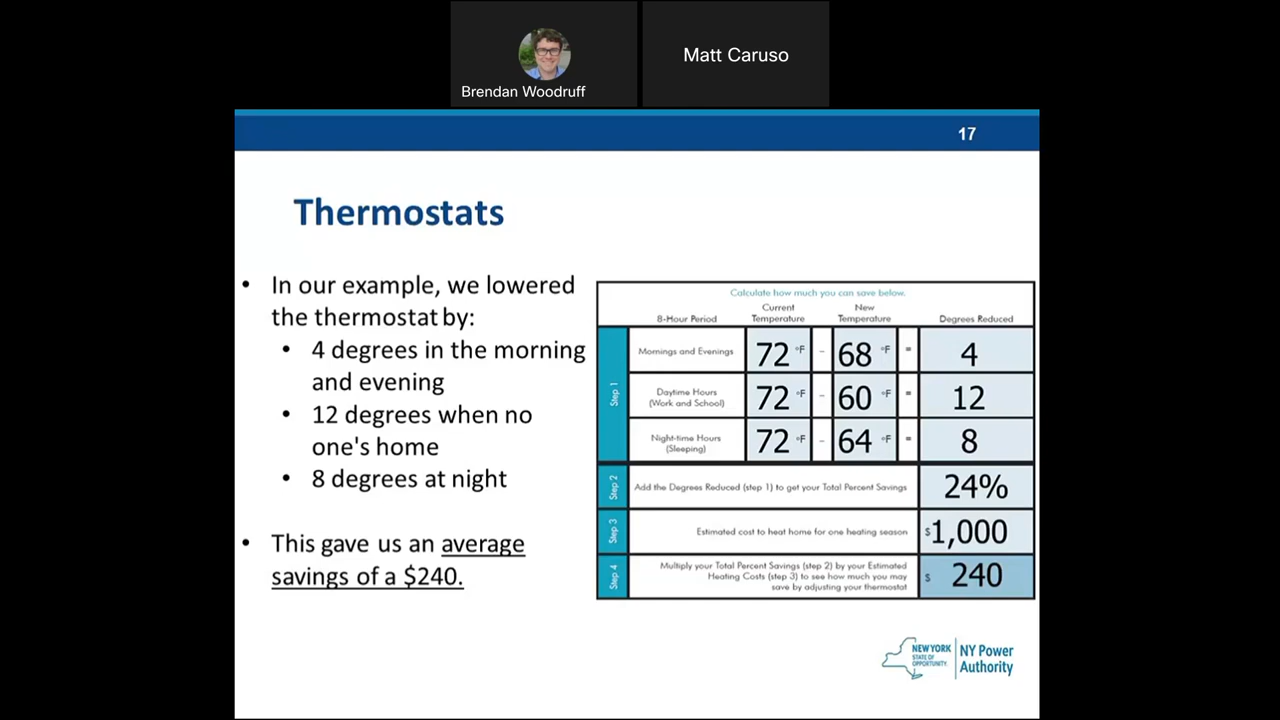 Brendan Woodruff
Matt Caruso
17
Thermostats
• In our example, we lowered
the thermostat by:
• 4 degrees in the morning
and evening
• 12 degrees when no
one's home
• 8 degrees at night
• This gave us an average
savings of a $240.
Calculate how much you can save below.
8-Hour Period
Current
Temperature
New
Temperature
Degrees Reduced
Step 1
Mornings and Evenings
72 °F - 68 °F = 4
Daytime Hours
(Work and School)
72 °F - 60 °F = 12
Night-time Hours
(Sleeping)
72 °F - 64 °F = 8
Step 2
Add the Degrees Reduced (step 1) to get your Total Percent Savings
24%
Step 3
Estimated cost to heat home for one heating season
$1,000
Step 4
Multiply your Total Percent Savings (step 2) by your Estimated
Heating Costs (step 3) to see how much you may
save by adjusting your thermostat
$ 240
NEW YORK
STATE OF
OPPORTUNITY.
NY Power
Authority